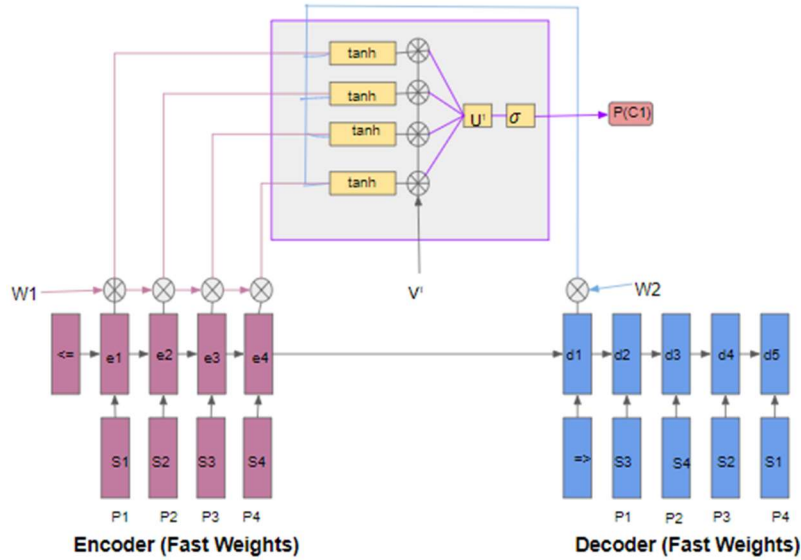 tanh
tanh
tanh
tanh
U¹ σ P(C1)
W1 Vᵗ W2
<= e1 e2 e3 e4 d1 d2 d3 d4 d5
S1 S2 S3 S4 => S3 S4 S2 S1
P1 P2 P3 P4 P1 P2 P3 P4
Encoder (Fast Weights) Decoder (Fast Weights)